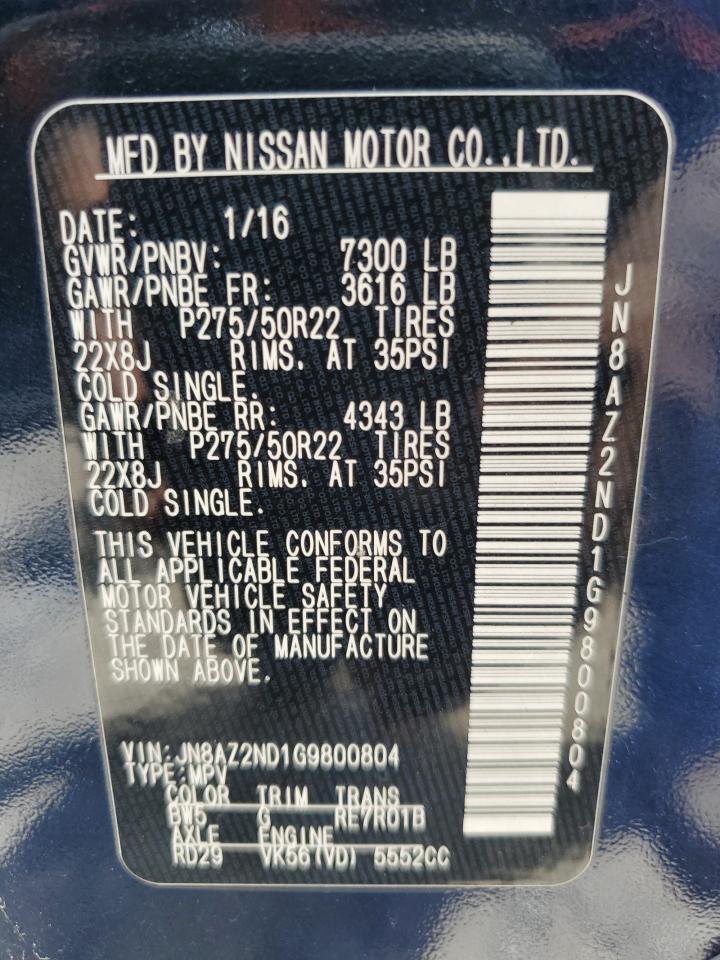 MFD BY NISSAN MOTOR CO.,LTD.
DATE: 1/16
GVWR/PNBV: 7300 LB
GAWR/PNBE FR: 3616 LB
WITH P275/50R22 TIRES
22X8J RIMS. AT 35PSI
COLD SINGLE.
GAWR/PNBE RR: 4343 LB
WITH P275/50R22 TIRES
22X8J RIMS. AT 35PSI
COLD SINGLE.
THIS VEHICLE CONFORMS TO
ALL APPLICABLE FEDERAL
MOTOR VEHICLE SAFETY
STANDARDS IN EFFECT ON
THE DATE OF MANUFACTURE
SHOWN ABOVE.
VIN:JN8AZ2ND1G9800804
TYPE:MPV
COLOR TRIM TRANS
BW5 G RE7R01B
AXLE ENGINE
RD29 VK56(VD) 5552CC
JN8AZ2ND1G9800804